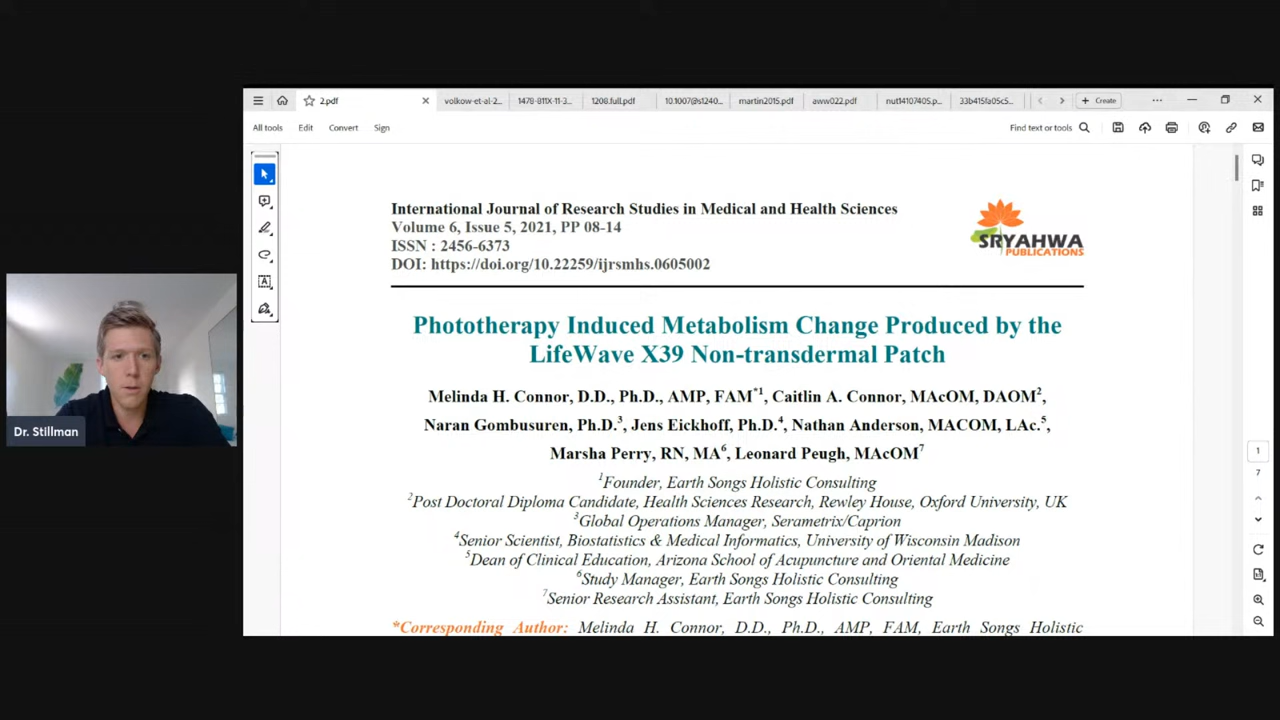 2.pdf
volkow-et-al-2...
1478-811X-11-3...
1208.full.pdf
10.1007@s1240...
martin2015.pdf
aww022.pdf
nut14107405.p...
33b415fa05c5...
Create
All tools
Edit
Convert
Sign
Find text or tools
International Journal of Research Studies in Medical and Health Sciences
Volume 6, Issue 5, 2021, PP 08-14
ISSN : 2456-6373
DOI: https://doi.org/10.22259/ijrsmhs.0605002
SRYAHWA
PUBLICATIONS
Phototherapy Induced Metabolism Change Produced by the
LifeWave X39 Non-transdermal Patch
Melinda H. Connor, D.D., Ph.D., AMP, FAM*1, Caitlin A. Connor, MAcOM, DAOM2,
Naran Gombusuren, Ph.D.3, Jens Eickhoff, Ph.D.4, Nathan Anderson, MACOM, LAc.5,
Marsha Perry, RN, MA6, Leonard Peugh, MAcOM7
1Founder, Earth Songs Holistic Consulting
2Post Doctoral Diploma Candidate, Health Sciences Research, Rewley House, Oxford University, UK
3Global Operations Manager, Serametrix/Caprion
4Senior Scientist, Biostatistics & Medical Informatics, University of Wisconsin Madison
5Dean of Clinical Education, Arizona School of Acupuncture and Oriental Medicine
6Study Manager, Earth Songs Holistic Consulting
7Senior Research Assistant, Earth Songs Holistic Consulting
*Corresponding Author: Melinda H. Connor, D.D., Ph.D., AMP, FAM, Earth Songs Holistic
Dr. Stillman
1
7